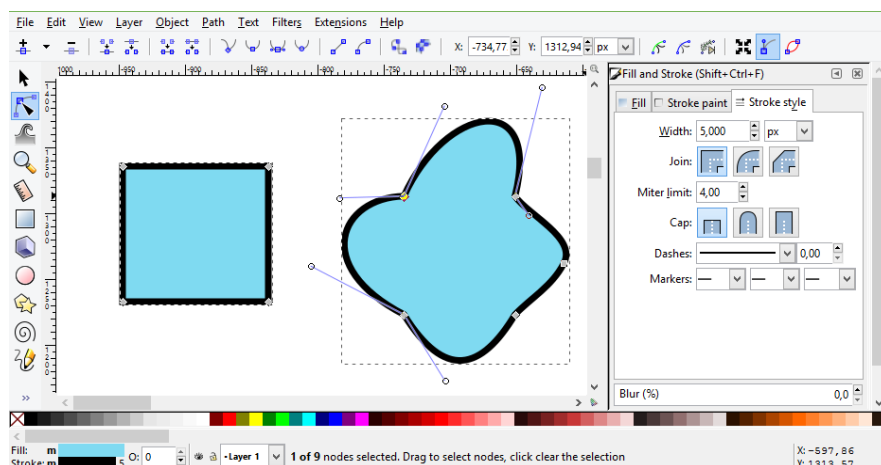 File Edit View Layer Object Path Text Filters Extensions Help
X: -734,77 Y: 1312,94 px
Fill and Stroke (Shift+Ctrl+F)
Fill Stroke paint Stroke style
Width: 5,000 px
Join:
Miter limit: 4,00
Cap:
Dashes: 0,00
Markers:
Blur (%) 0,0
Fill: m
Stroke: m 5 O: 0 -Layer 1 1 of 9 nodes selected. Drag to select nodes, click clear the selection
X: -597,86
Y: 1313,57